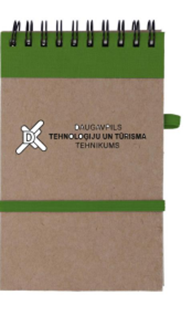 DAUGAVPILS
TEHNOLOĢIJU UN TŪRISMA
TEHNIKUMS